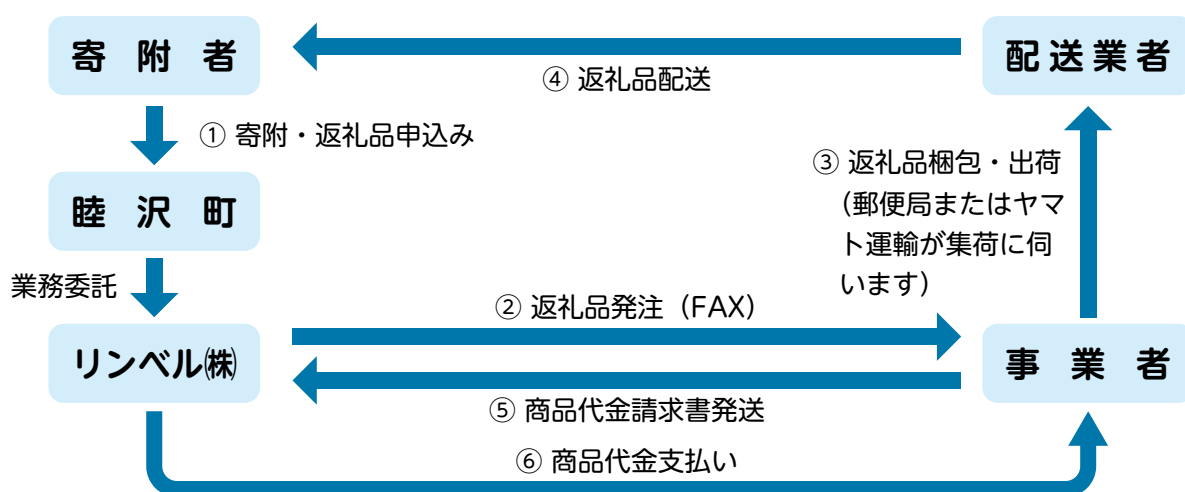 寄附者
配送業者
④ 返礼品配送
① 寄附・返礼品申込み
③ 返礼品梱包・出荷
（郵便局またはヤマ
ト運輸が集荷に伺
います）
睦沢町
業務委託
② 返礼品発注（FAX）
リンベル㈱
事業者
⑤ 商品代金請求書発送
⑥ 商品代金支払い